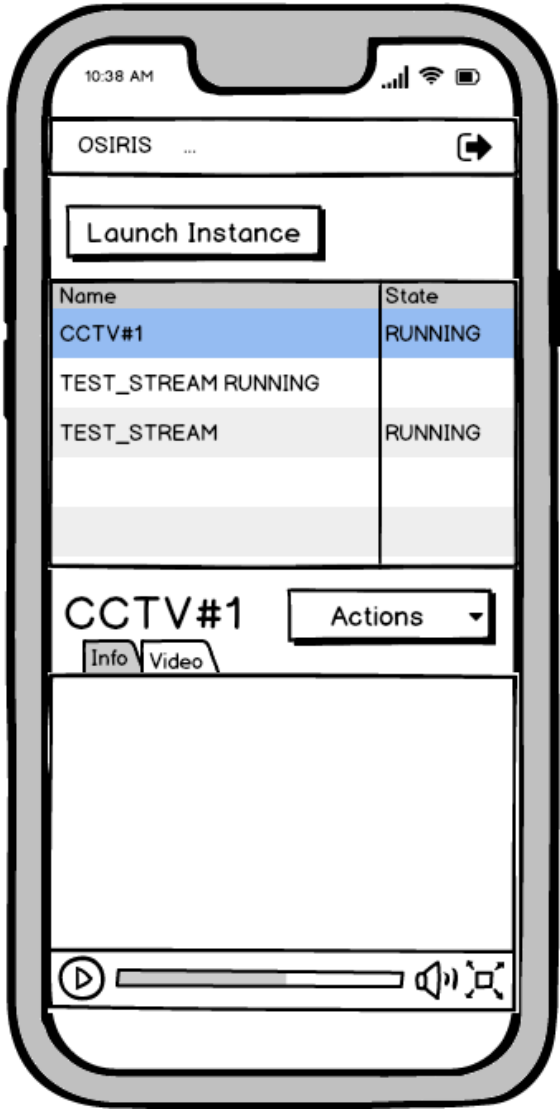 10:38 AM
OSIRIS ...
Launch Instance
Name State
CCTV#1 RUNNING
TEST_STREAM RUNNING
TEST_STREAM RUNNING
CCTV#1 Actions
Info Video